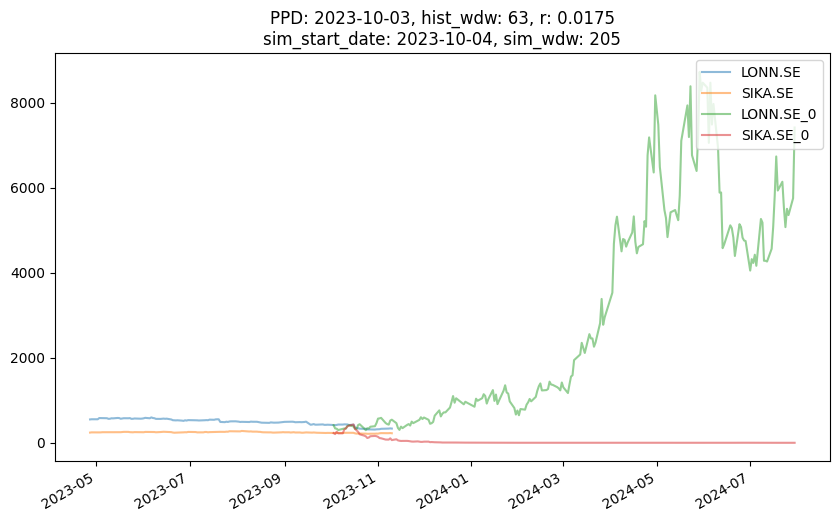 PPD: 2023-10-03, hist_wdw: 63, r: 0.0175
sim_start_date: 2023-10-04, sim_wdw: 205
LONN.SE
SIKA.SE
LONN.SE_0
SIKA.SE_0
8000
6000
4000
2000
0
2023-05
2023-07
2023-09
2023-11
2024-01
2024-03
2024-05
2024-07